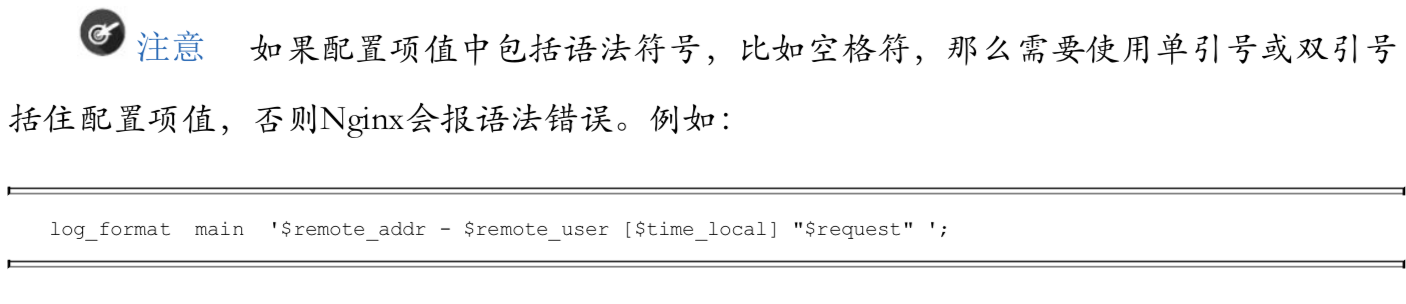 注意 如果配置项值中包括语法符号，比如空格符，那么需要使用单引号或双引号
括住配置项值，否则Nginx会报语法错误。例如：
log_format  main  '$remote_addr - $remote_user [$time_local] "$request" ';